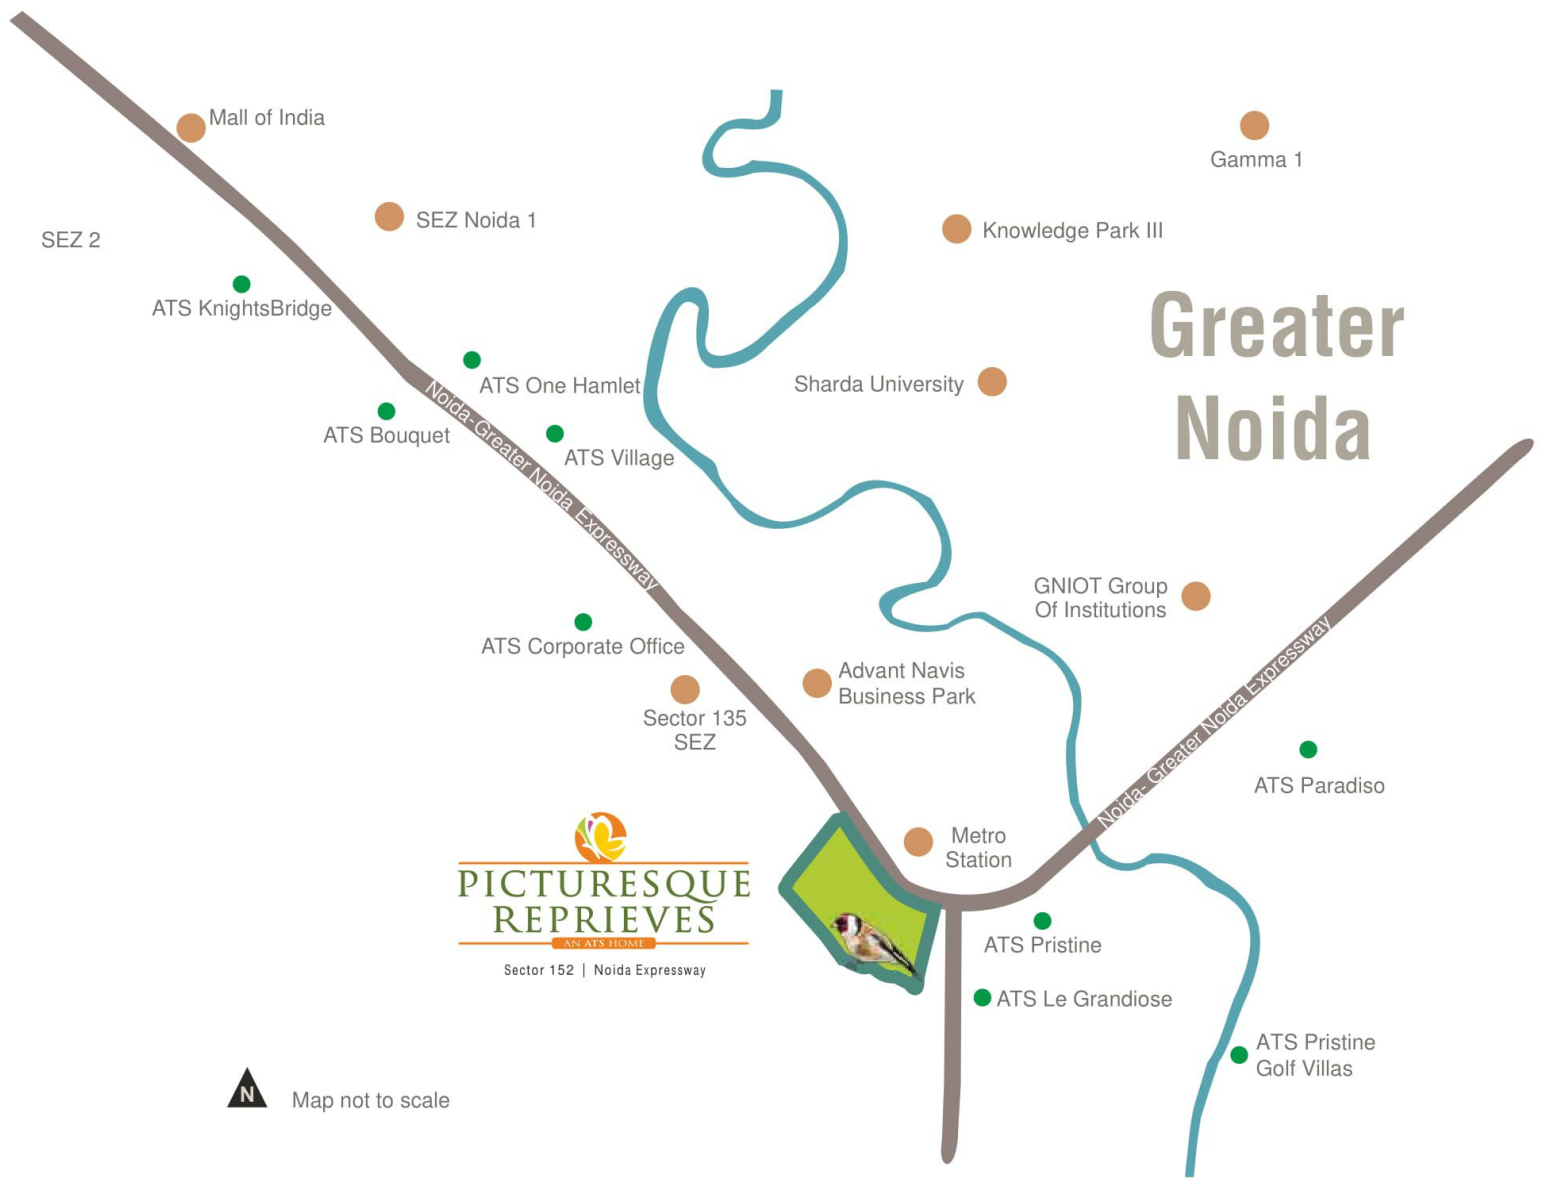 Mall of India
Gamma 1
SEZ Noida 1
Knowledge Park III
SEZ 2
ATS KnightsBridge
Greater
Noida
ATS One Hamlet
Sharda University
ATS Bouquet
ATS Village
Noida-Greater Noida Expressway
GNIOT Group
Of Institutions
ATS Corporate Office
Advant Navis
Business Park
Sector 135
SEZ
Noida- Greater Noida Expressway
ATS Paradiso
Metro
Station
PICTURESQUE
REPRIEVES
AN ATS HOME
Sector 152 | Noida Expressway
ATS Pristine
ATS Le Grandiose
ATS Pristine
Golf Villas
N
Map not to scale